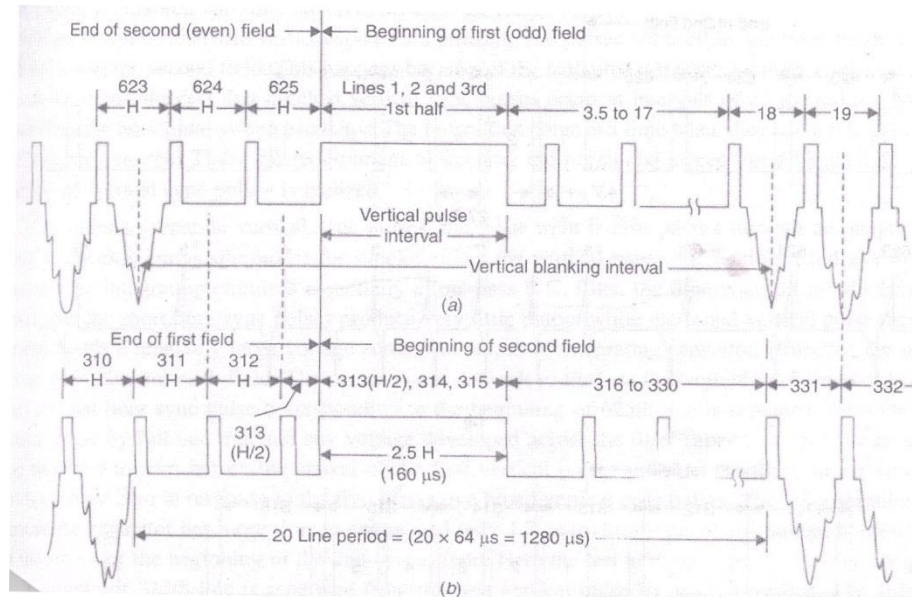 End of second (even) field
Beginning of first (odd) field
623 624 625
H H H
Lines 1, 2 and 3rd
1st half
3.5 to 17
18 19
Vertical pulse
interval
Vertical blanking interval
(a)
End of first field
Beginning of second field
310 311 312
H H H
313(H/2), 314, 315
316 to 330
331 332
313
(H/2)
2.5 H
(160 μs)
20 Line period = (20 × 64 μs = 1280 μs)
(b)